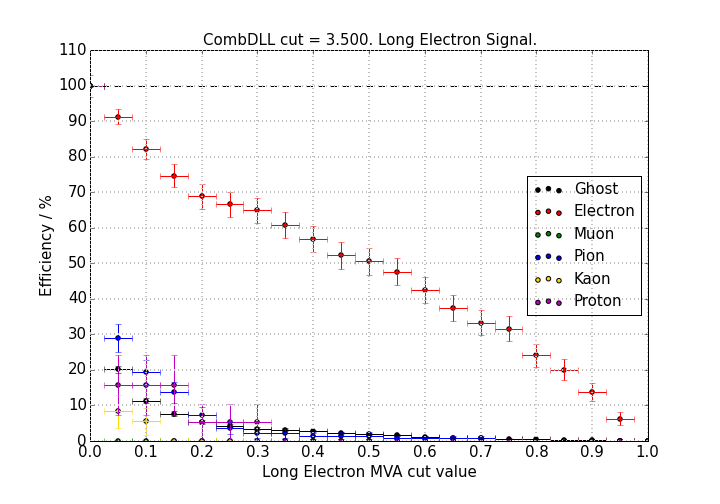 CombDLL cut = 3.500. Long Electron Signal.
110
100
90
80
70
60
50
40
30
20
10
0
Efficiency / %
Ghost
Electron
Muon
Pion
Kaon
Proton
0.0 0.1 0.2 0.3 0.4 0.5 0.6 0.7 0.8 0.9 1.0
Long Electron MVA cut value